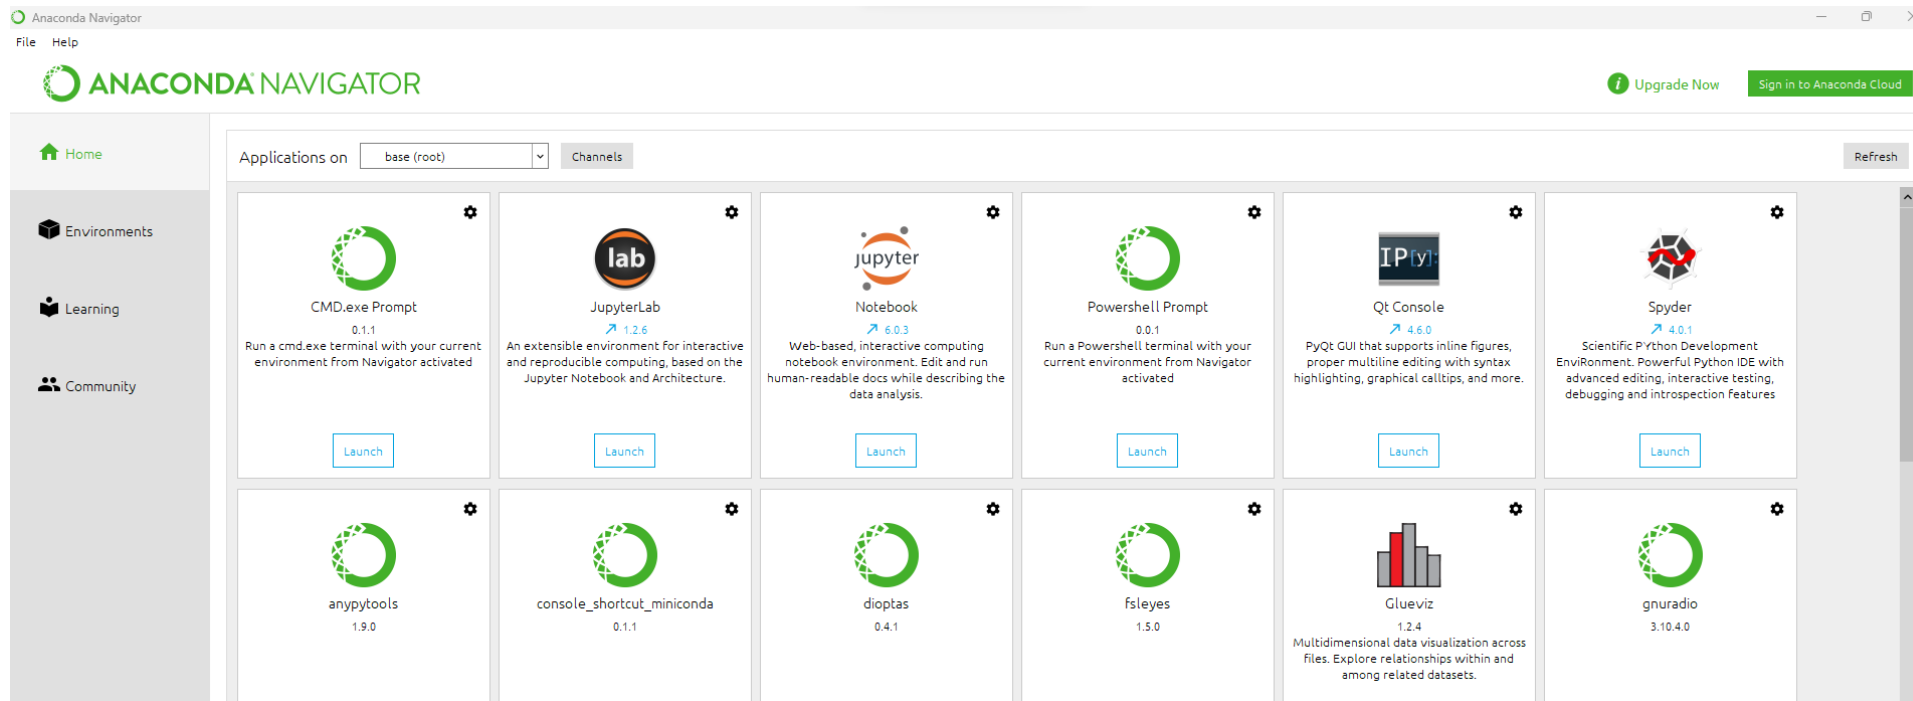 Anaconda Navigator
File Help
ANACONDA NAVIGATOR
i Upgrade Now
Sign in to Anaconda Cloud
Home
Environments
Learning
Community
Applications on base (root) Channels Refresh
CMD.exe Prompt
0.1.1
Run a cmd.exe terminal with your current
environment from Navigator activated
Launch
lab
JupyterLab
1.2.6
An extensible environment for interactive
and reproducible computing, based on the
Jupyter Notebook and Architecture.
Launch
jupyter
Notebook
6.0.3
Web-based, interactive computing
notebook environment. Edit and run
human-readable docs while describing the
data analysis.
Launch
Powershell Prompt
0.0.1
Run a Powershell terminal with your
current environment from Navigator
activated
Launch
IP[y]:
Qt Console
4.6.0
PyQt GUI that supports inline figures,
proper multiline editing with syntax
highlighting, graphical calltips, and more.
Launch
Spyder
4.0.1
Scientific PYthon Development
EnviRonment. Powerful Python IDE with
advanced editing, interactive testing,
debugging and introspection features
Launch
anypytools
1.9.0
console_shortcut_miniconda
0.1.1
dioptas
0.4.1
fsleyes
1.5.0
Glueviz
1.2.4
Multidimensional data visualization across
files. Explore relationships within and
among related datasets.
gnuradio
3.10.4.0